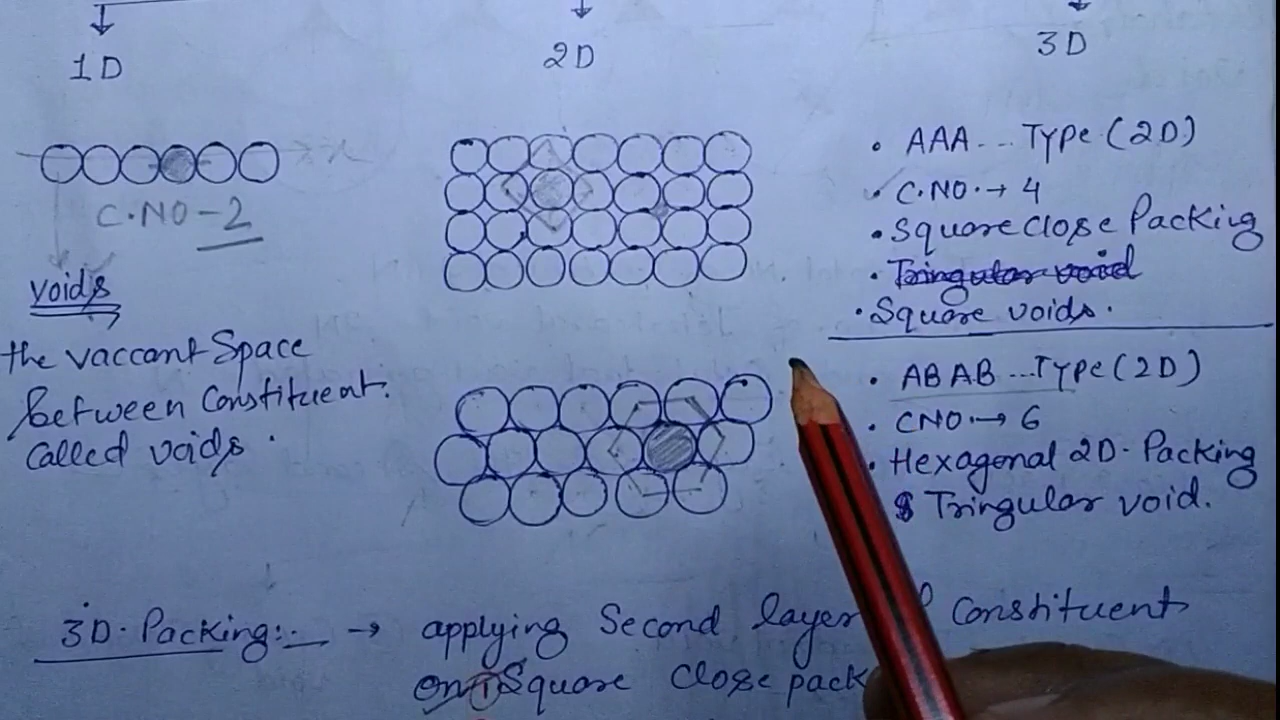 1D
2D
3D
C.NO-2
voids
the vaccant Space
between Constituent.
called voids.
• AAA... Type (2D)
C.NO.→ 4
• Square close Packing
• Tringular void
• Square voids.
• ABAB...Type (2D)
• CNO.→ 6
• Hexagonal 2D. Packing
$ Tringular void.
3D. Packing:- → applying Second layer constituent
on Square close pack